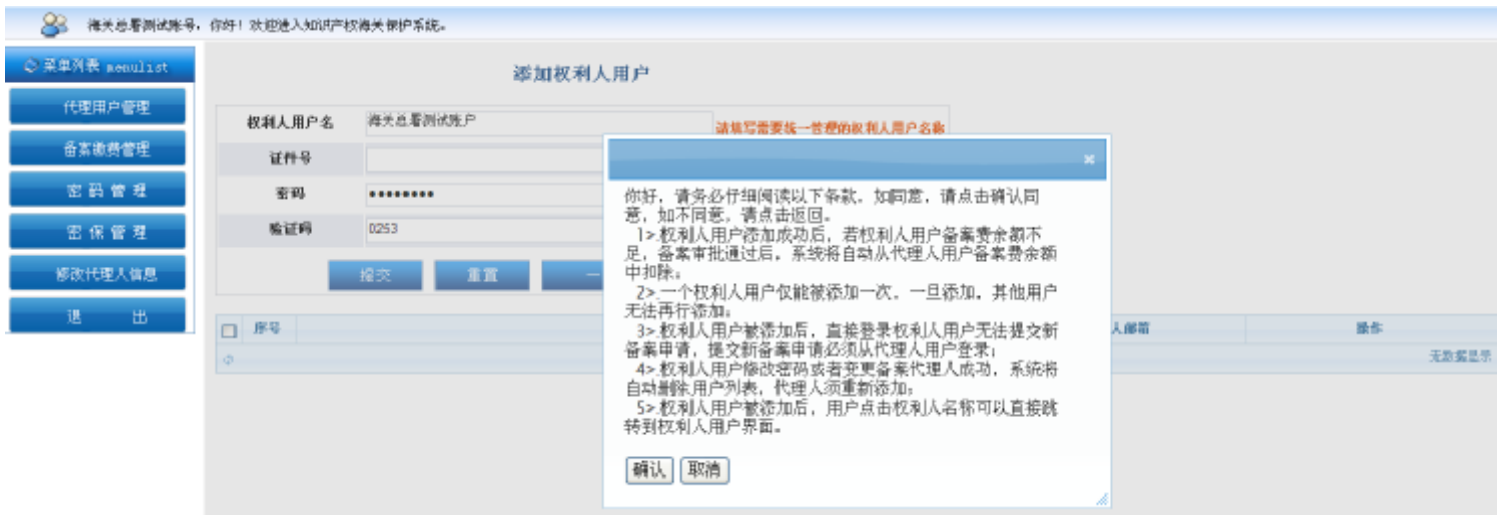 海关总署测试账号，你好！欢迎进入知识产权海关保护系统。
菜单列表 menulist
代理用户管理
备案缴费管理
密码管理
密保管理
修改代理人信息
退 出
添加权利人用户
权利人用户名 海关总署测试账户 请填写需要统一管理的权利人用户名称
证件号
密码 ●●●●●●●●
验证码 0253
提交 重置 一
序号 人邮箱 操作
无数据显示
你好，请务必仔细阅读以下条款，如同意，请点击确认同
意，如不同意，请点击返回。
1>.权利人用户添加成功后，若权利人用户备案费余额不
足，备案审批通过后，系统将自动从代理人用户备案费余额
中扣除；
2>.一个权利人用户仅能被添加一次，一旦添加，其他用户
无法再行添加；
3>.权利人用户被添加后，直接登录权利人用户无法提交新
备案申请，提交新备案申请必须从代理人用户登录；
4>.权利人用户修改密码或者变更备案代理人成功，系统将
自动删除用户列表，代理人须重新添加；
5>.权利人用户被添加后，用户点击权利人名称可以直接跳
转到权利人用户界面。
确认 取消